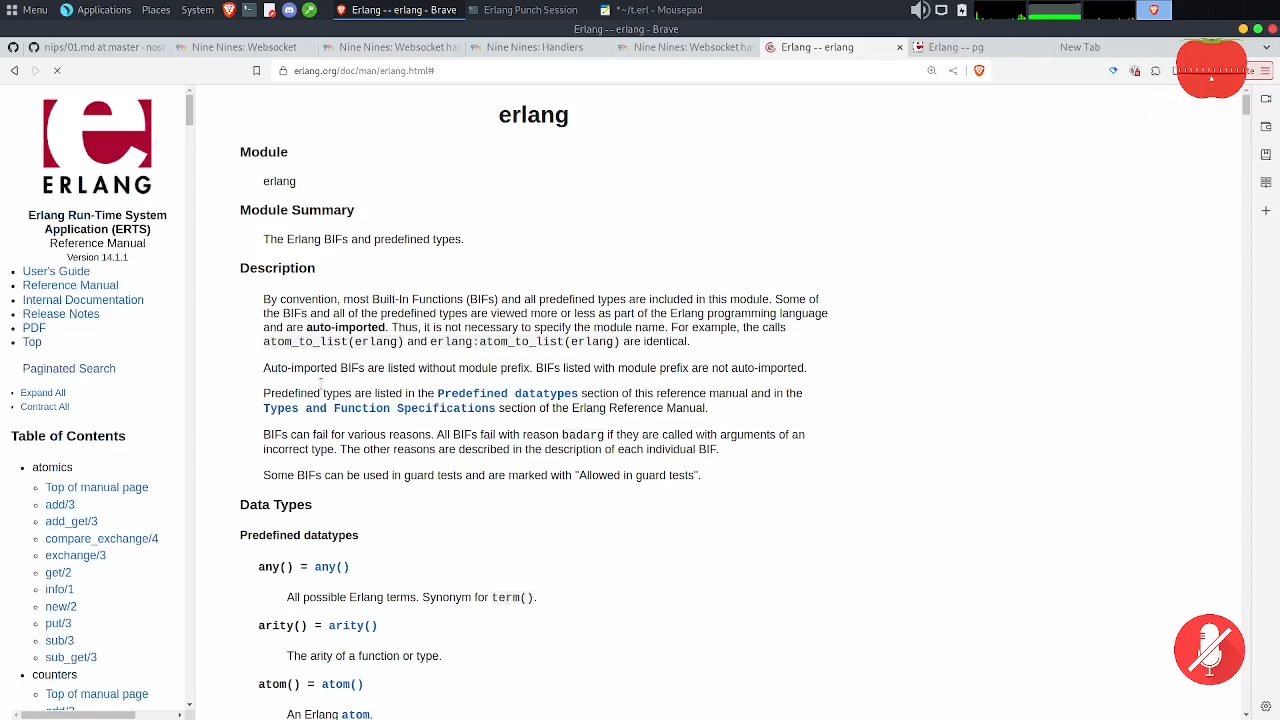 Menu Applications Places System Erlang -- erlang - Brave Erlang Punch Session *~/t.erl - Mousepad
Erlang -- erlang - Brave
nips/01.md at master · nost Nine Nines: Websocket Nine Nines: Websocket ha Nine Nines: Handlers Nine Nines: Websocket ha Erlang -- erlang Erlang -- pg New Tab
erlang.org/doc/man/erlang.html#
ERLANG
Erlang Run-Time System
Application (ERTS)
Reference Manual
Version 14.1.1
User's Guide
Reference Manual
Internal Documentation
Release Notes
PDF
Top
Paginated Search
Expand All
Contract All
Table of Contents
atomics
Top of manual page
add/3
add_get/3
compare_exchange/4
exchange/3
get/2
info/1
new/2
put/3
sub/3
sub_get/3
counters
Top of manual page
erlang
Module
erlang
Module Summary
The Erlang BIFs and predefined types.
Description
By convention, most Built-In Functions (BIFs) and all predefined types are included in this module. Some of
the BIFs and all of the predefined types are viewed more or less as part of the Erlang programming language
and are auto-imported. Thus, it is not necessary to specify the module name. For example, the calls
atom_to_list(erlang) and erlang:atom_to_list(erlang) are identical.
Auto-imported BIFs are listed without module prefix. BIFs listed with module prefix are not auto-imported.
Predefined types are listed in the Predefined datatypes section of this reference manual and in the
Types and Function Specifications section of the Erlang Reference Manual.
BIFs can fail for various reasons. All BIFs fail with reason badarg if they are called with arguments of an
incorrect type. The other reasons are described in the description of each individual BIF.
Some BIFs can be used in guard tests and are marked with "Allowed in guard tests".
Data Types
Predefined datatypes
any() = any()
All possible Erlang terms. Synonym for term().
arity() = arity()
The arity of a function or type.
atom() = atom()
An Erlang atom.